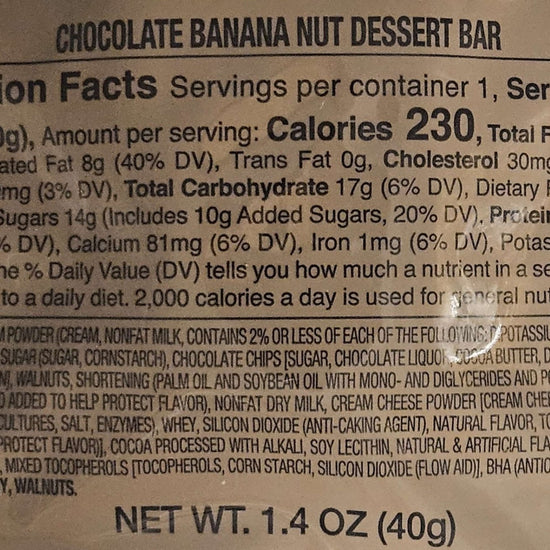 CHOCOLATE BANANA NUT DESSERT BAR
ion Facts Servings per container 1, Ser
0g), Amount per serving: Calories 230, Total F
ated Fat 8g (40% DV), Trans Fat 0g, Cholesterol 30mg
mg (3% DV), Total Carbohydrate 17g (6% DV), Dietary F
Sugars 14g (Includes 10g Added Sugars, 20% DV), Protein
% DV), Calcium 81mg (6% DV), Iron 1mg (6% DV), Potas
he % Daily Value (DV) tells you how much a nutrient in a se
to a daily diet. 2,000 calories a day is used for general nut
M POWDER (CREAM, NONFAT MILK, CONTAINS 2% OR LESS OF EACH OF THE FOLLOWING: DIPOTASSIU
SUGAR (SUGAR, CORNSTARCH), CHOCOLATE CHIPS [SUGAR, CHOCOLATE LIQUOR, COCOA BUTTER, D
N], WALNUTS, SHORTENING (PALM OIL AND SOYBEAN OIL WITH MONO- AND DIGLYCERIDES AND PO
D ADDED TO HELP PROTECT FLAVOR), NONFAT DRY MILK, CREAM CHEESE POWDER [CREAM CHEE
CULTURES, SALT, ENZYMES), WHEY, SILICON DIOXIDE (ANTI-CAKING AGENT), NATURAL FLAVOR, TO
PROTECT FLAVOR)], COCOA PROCESSED WITH ALKALI, SOY LECITHIN, NATURAL & ARTIFICIAL FLA
, MIXED TOCOPHEROLS [TOCOPHEROLS, CORN STARCH, SILICON DIOXIDE (FLOW AID)], BHA (ANTIO
Y, WALNUTS.
NET WT. 1.4 OZ (40g)